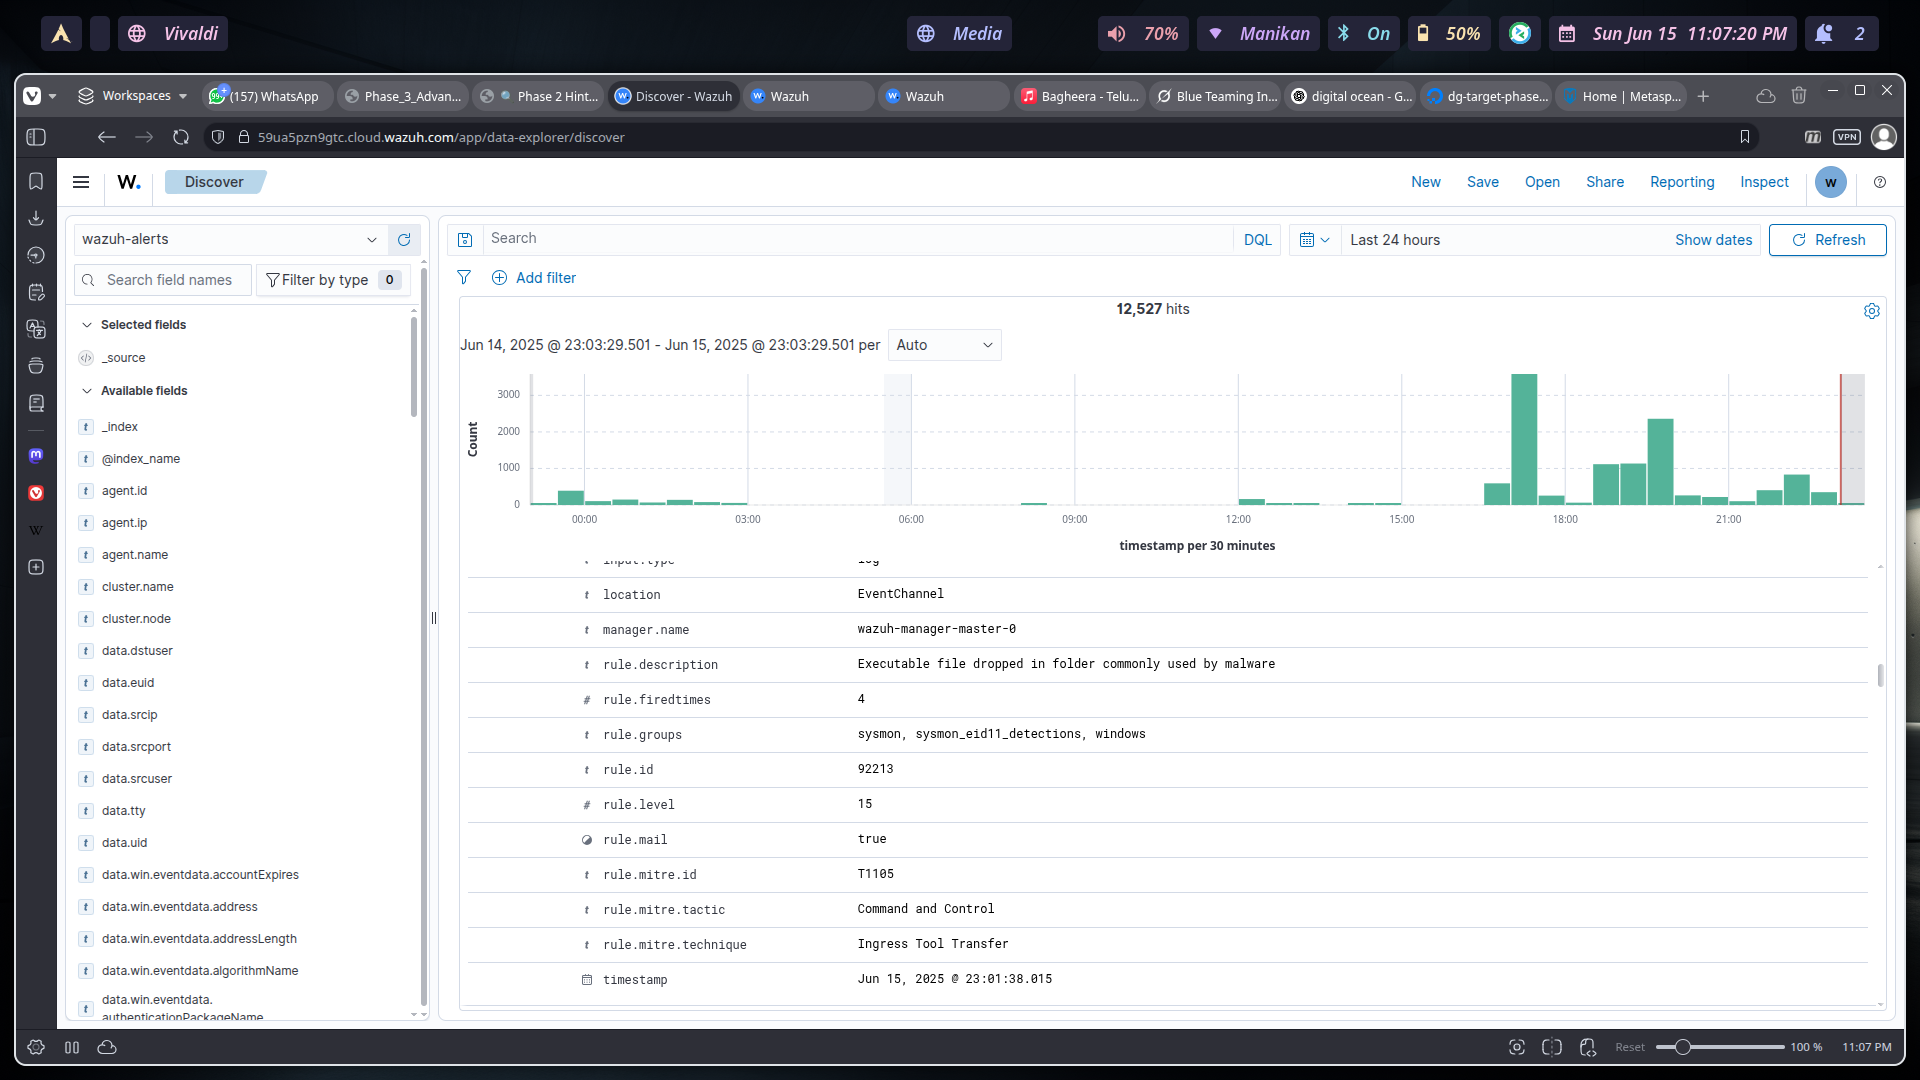 Vivaldi
Media
70%
Manikan
On
50%
Sun Jun 15 11:07:20 PM
2
Workspaces
(157) WhatsApp
Phase_3_Advan...
Phase 2 Hint...
Discover - Wazuh
Wazuh
Wazuh
Bagheera - Telu...
Blue Teaming In...
digital ocean - G...
dg-target-phase...
Home | Metasp...
59ua5pzn9gtc.cloud.wazuh.com/app/data-explorer/discover
VPN
W.
Discover
New
Save
Open
Share
Reporting
Inspect
w
wazuh-alerts
Search field names
Filter by type 0
Selected fields
_source
Available fields
t _index
t @index_name
t agent.id
t agent.ip
t agent.name
t cluster.name
t cluster.node
t data.dstuser
t data.euid
t data.srcip
t data.srcport
t data.srcuser
t data.tty
t data.uid
t data.win.eventdata.accountExpires
t data.win.eventdata.address
t data.win.eventdata.addressLength
t data.win.eventdata.algorithmName
t data.win.eventdata.
authenticationPackageName
Search
DQL
Last 24 hours
Show dates
Refresh
Add filter
12,527 hits
Jun 14, 2025 @ 23:03:29.501 - Jun 15, 2025 @ 23:03:29.501 per
Auto
Count
3000
2000
1000
0
00:00
03:00
06:00
09:00
12:00
15:00
18:00
21:00
timestamp per 30 minutes
t input.type log
t location EventChannel
t manager.name wazuh-manager-master-0
t rule.description Executable file dropped in folder commonly used by malware
# rule.firedtimes 4
t rule.groups sysmon, sysmon_eid11_detections, windows
t rule.id 92213
# rule.level 15
rule.mail true
t rule.mitre.id T1105
t rule.mitre.tactic Command and Control
t rule.mitre.technique Ingress Tool Transfer
timestamp Jun 15, 2025 @ 23:01:38.015
Reset
100 %
11:07 PM